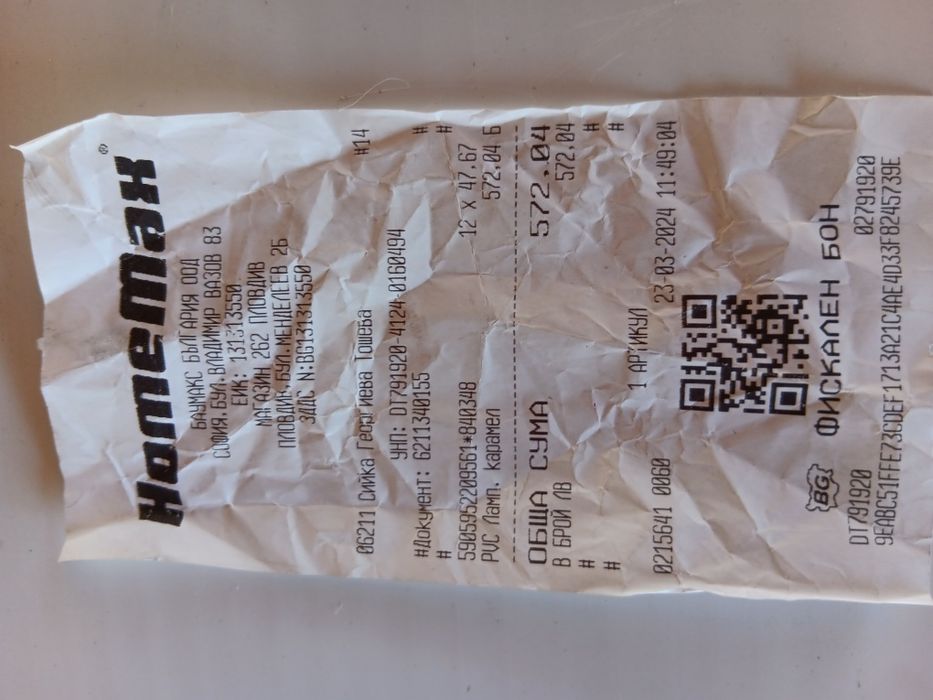 HomeMax®
БАУМАКС БЪЛГАРИЯ ООД
СОФИЯ, БУЛ. ВЛАДИМИР ВАЗОВ 83
ЕИК: 131313550
МАГАЗИН 262 ПЛОВДИВ
ПЛОВДИВ, БУЛ. МЕНДЕЛЕЕВ 2Б
ЗДДС N:BG131313550
06211 Сийка Георгиева Тошева #14
УНП: DT791920-4124-0160494
#Документ: 6211340155 #
# #
5905952209561*840348 12 x 47.67
PVC Ламп. карамел 572.04 Б
ОБЩА СУМА 572.04
В БРОЙ ЛВ 572.04
# #
# #
1 АРТИКУЛ
0215641 0060 23-03-2024 11:49:04
BG ФИСКАЛЕН БОН
DT791920 02791920
9EABC51FFE73CDEF1713A21C4AE4D33F8245739E